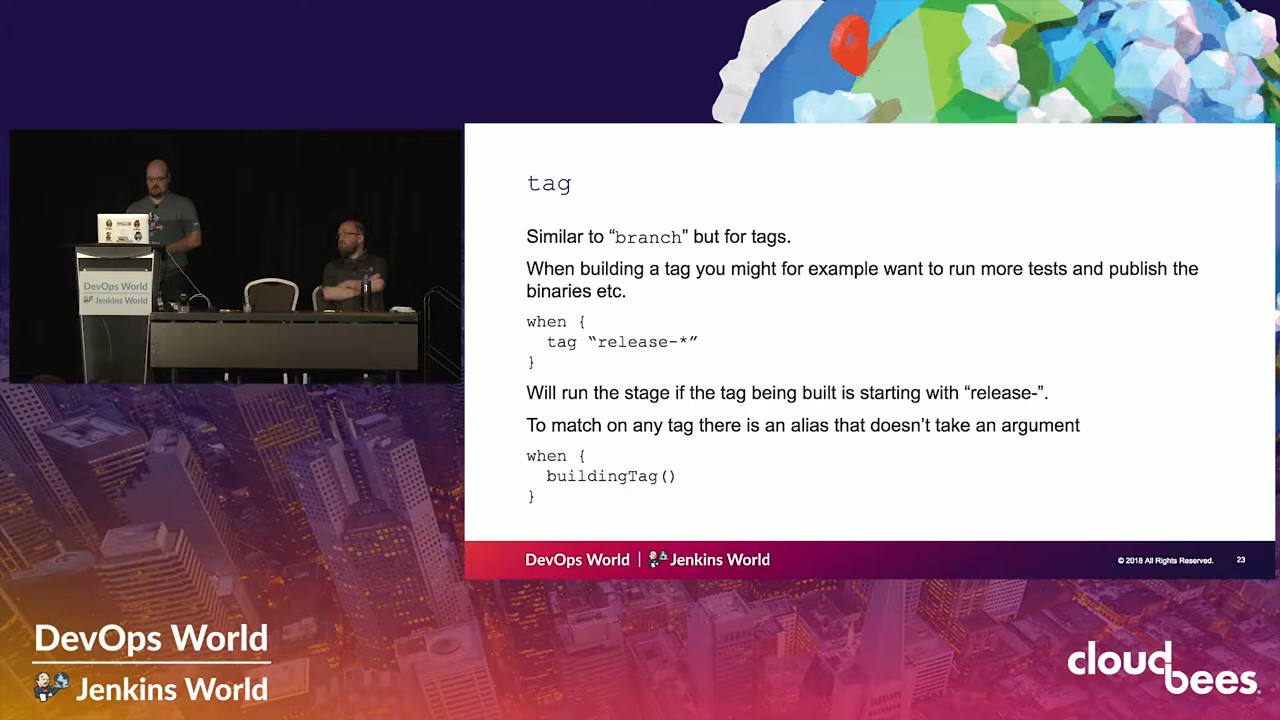 tag
Similar to “branch” but for tags.
When building a tag you might for example want to run more tests and publish the
binaries etc.
when {
tag “release-*”
}
Will run the stage if the tag being built is starting with “release-”.
To match on any tag there is an alias that doesn’t take an argument
when {
buildingTag()
}
DevOps World | Jenkins World
© 2018 All Rights Reserved. 23
DevOps World
Jenkins World
DevOps World
Jenkins World
cloud
bees.